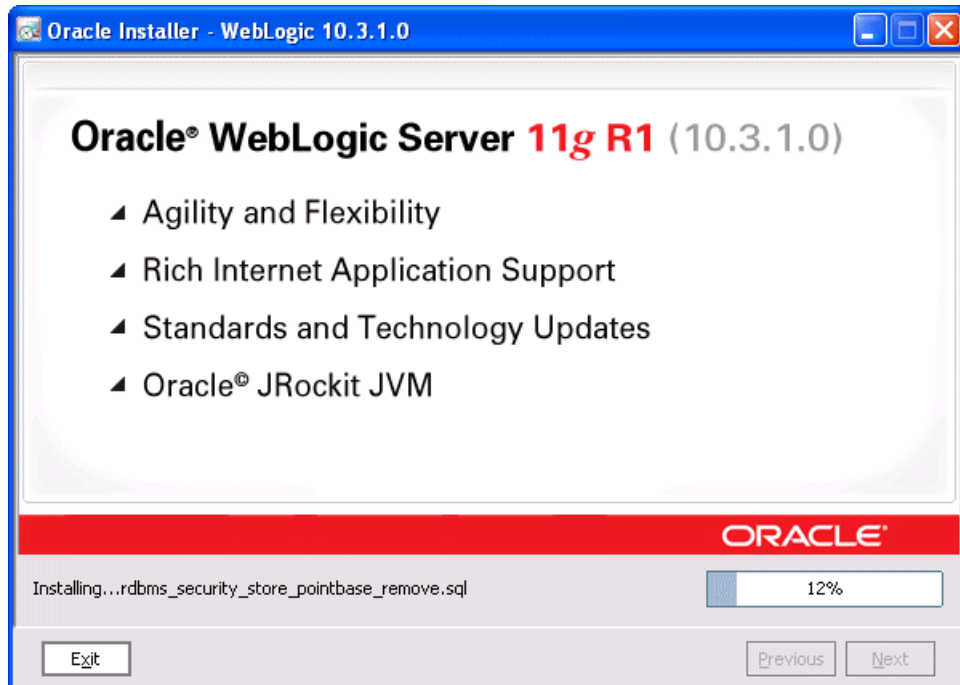 Oracle Installer - WebLogic 10.3.1.0
Oracle® WebLogic Server 11g R1 (10.3.1.0)
Agility and Flexibility
Rich Internet Application Support
Standards and Technology Updates
Oracle© JRockit JVM
ORACLE
Installing...rdbms_security_store_pointbase_remove.sql 12%
Exit Previous Next